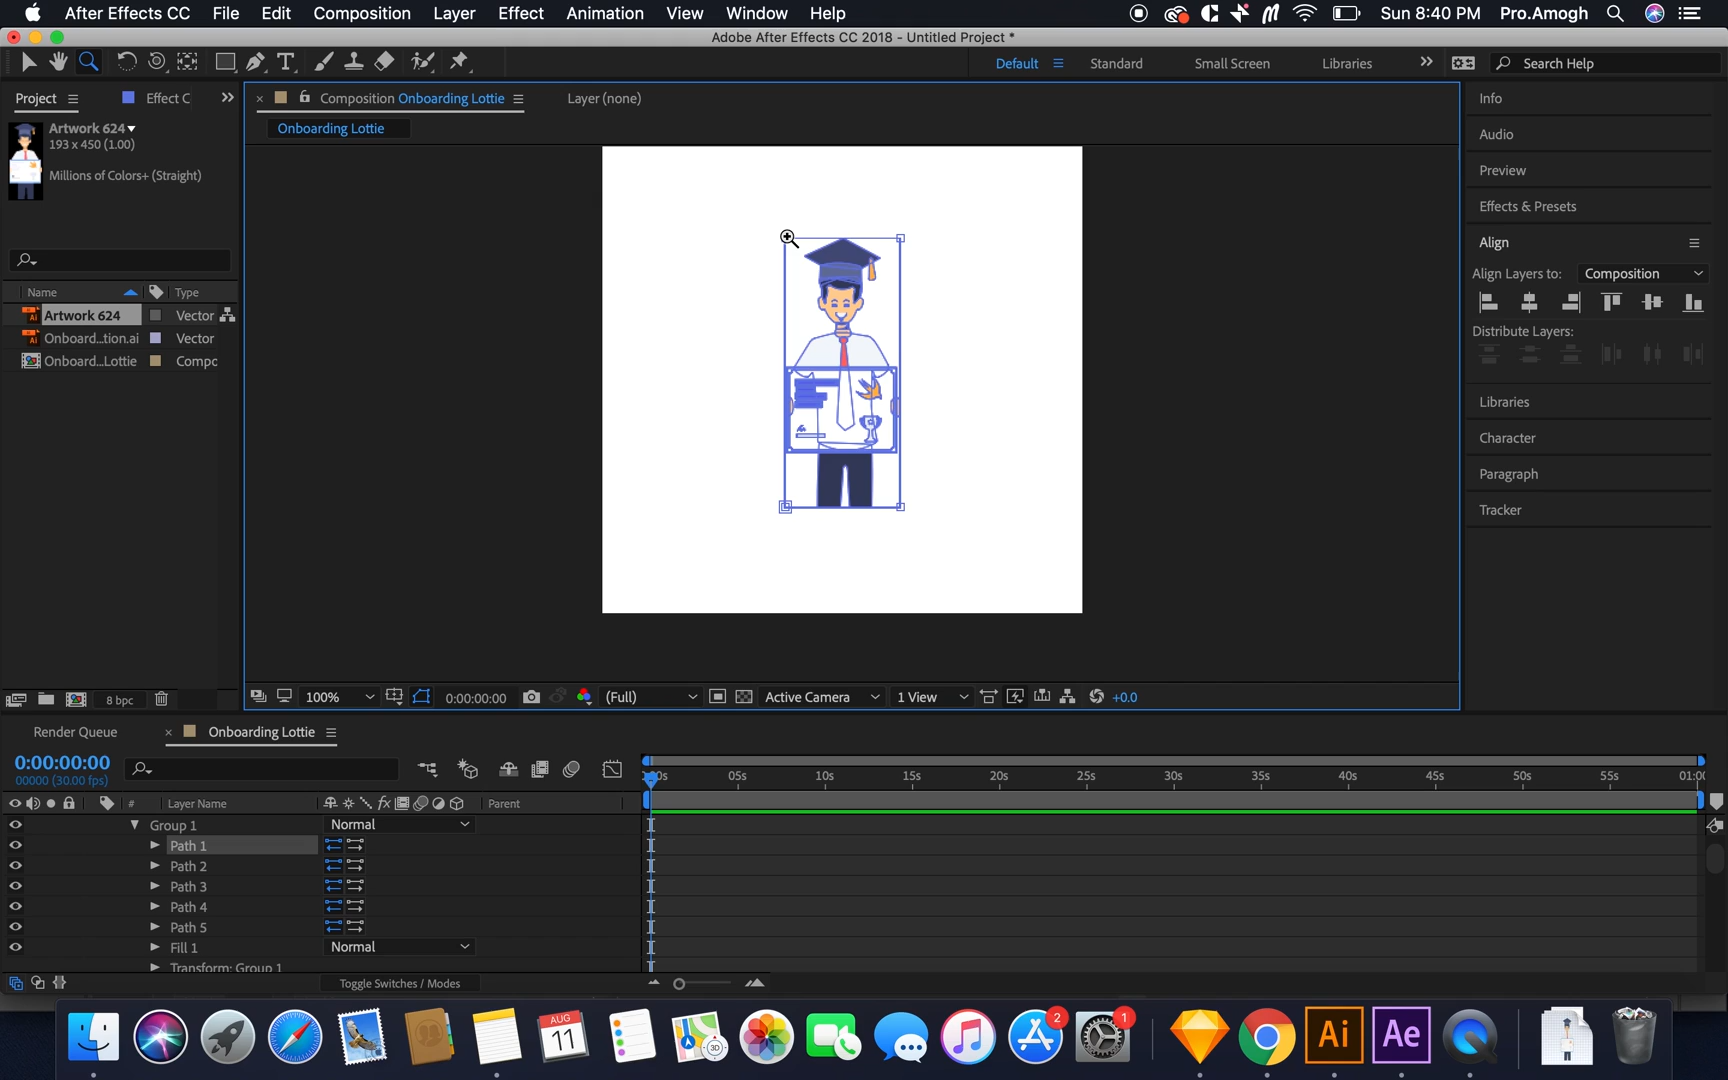 After Effects CC File Edit Composition Layer Effect Animation View Window Help
Sun 8:40 PM Pro.Amogh
Adobe After Effects CC 2018 - Untitled Project *
Default Standard Small Screen Libraries Search Help
Project Effect C
Composition Onboarding Lottie Layer (none)
Onboarding Lottie
Artwork 624
193 x 450 (1.00)
Millions of Colors+ (Straight)
Name Type
Artwork 624 Vector
Onboard...tion.ai Vector
Onboard...Lottie Compo
8 bpc
100% 0:00:00:00 (Full) Active Camera 1 View +0.0
Info
Audio
Preview
Effects & Presets
Align
Align Layers to: Composition
Distribute Layers:
Libraries
Character
Paragraph
Tracker
Render Queue Onboarding Lottie
0:00:00:00
00000 (30.00 fps)
05s 10s 15s 20s 25s 30s 35s 40s 45s 50s 55s
# Layer Name Parent
Group 1 Normal
Path 1
Path 2
Path 3
Path 4
Path 5
Fill 1 Normal
Transform: Group 1
Toggle Switches / Modes
AUG
11
3D
2
1
Ai
Ae